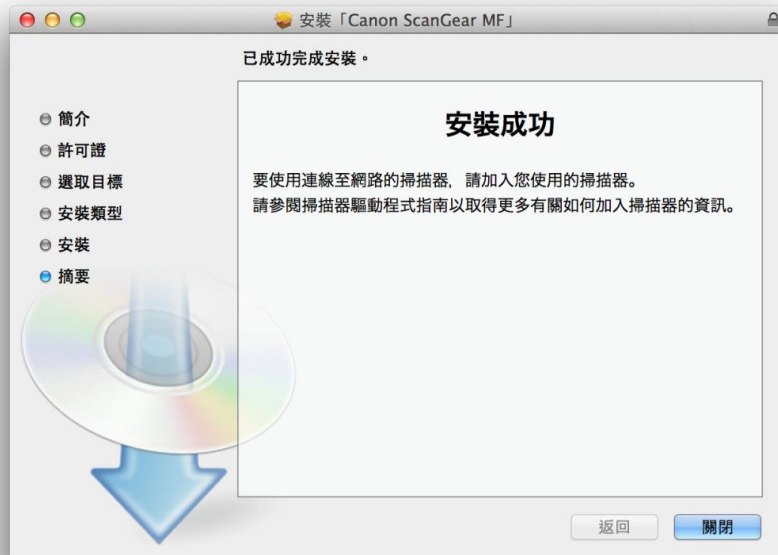 安裝「Canon ScanGear MF」
已成功完成安裝。
簡介
許可證
選取目標
安裝類型
安裝
摘要
安裝成功
要使用連線至網路的掃描器，請加入您使用的掃描器。
請參閱掃描器驅動程式指南以取得更多有關如何加入掃描器的資訊。
返回
關閉